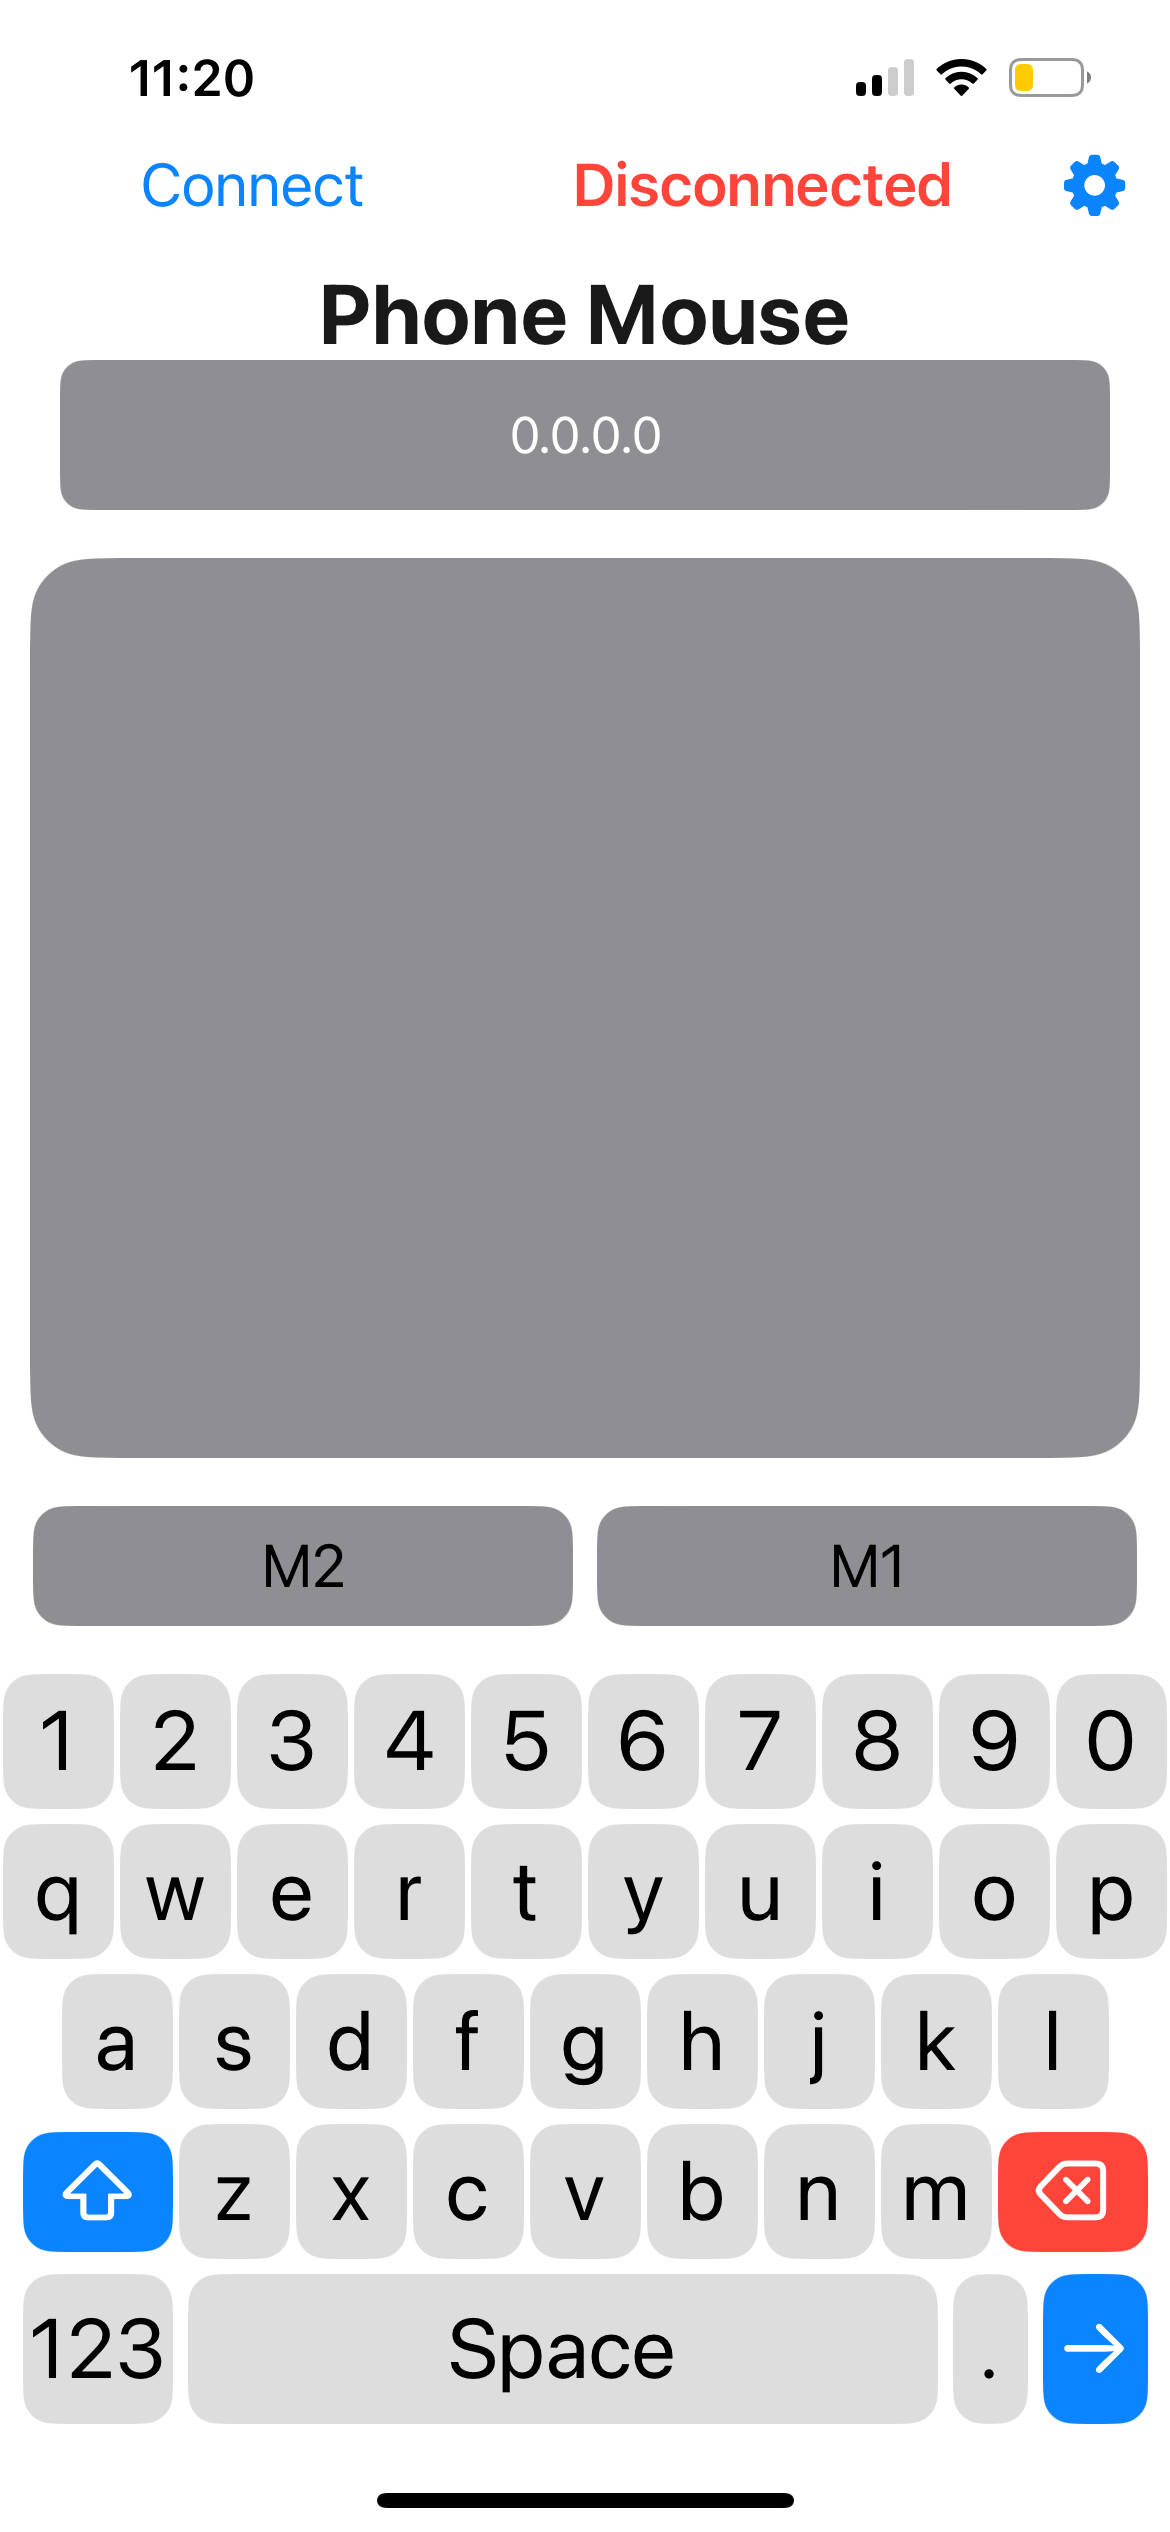 11:20
Connect Disconnected
Phone Mouse
0.0.0.0
M2 M1
1 2 3 4 5 6 7 8 9 0
q w e r t y u i o p
a s d f g h j k l
z x c v b n m
123 Space .